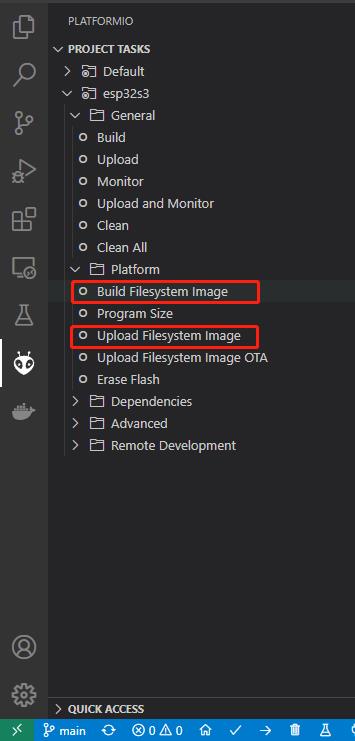 PLATFORMIO
PROJECT TASKS
Default
esp32s3
General
Build
Upload
Monitor
Upload and Monitor
Clean
Clean All
Platform
Build Filesystem Image
Program Size
Upload Filesystem Image
Upload Filesystem Image OTA
Erase Flash
Dependencies
Advanced
Remote Development
QUICK ACCESS
main 0 0